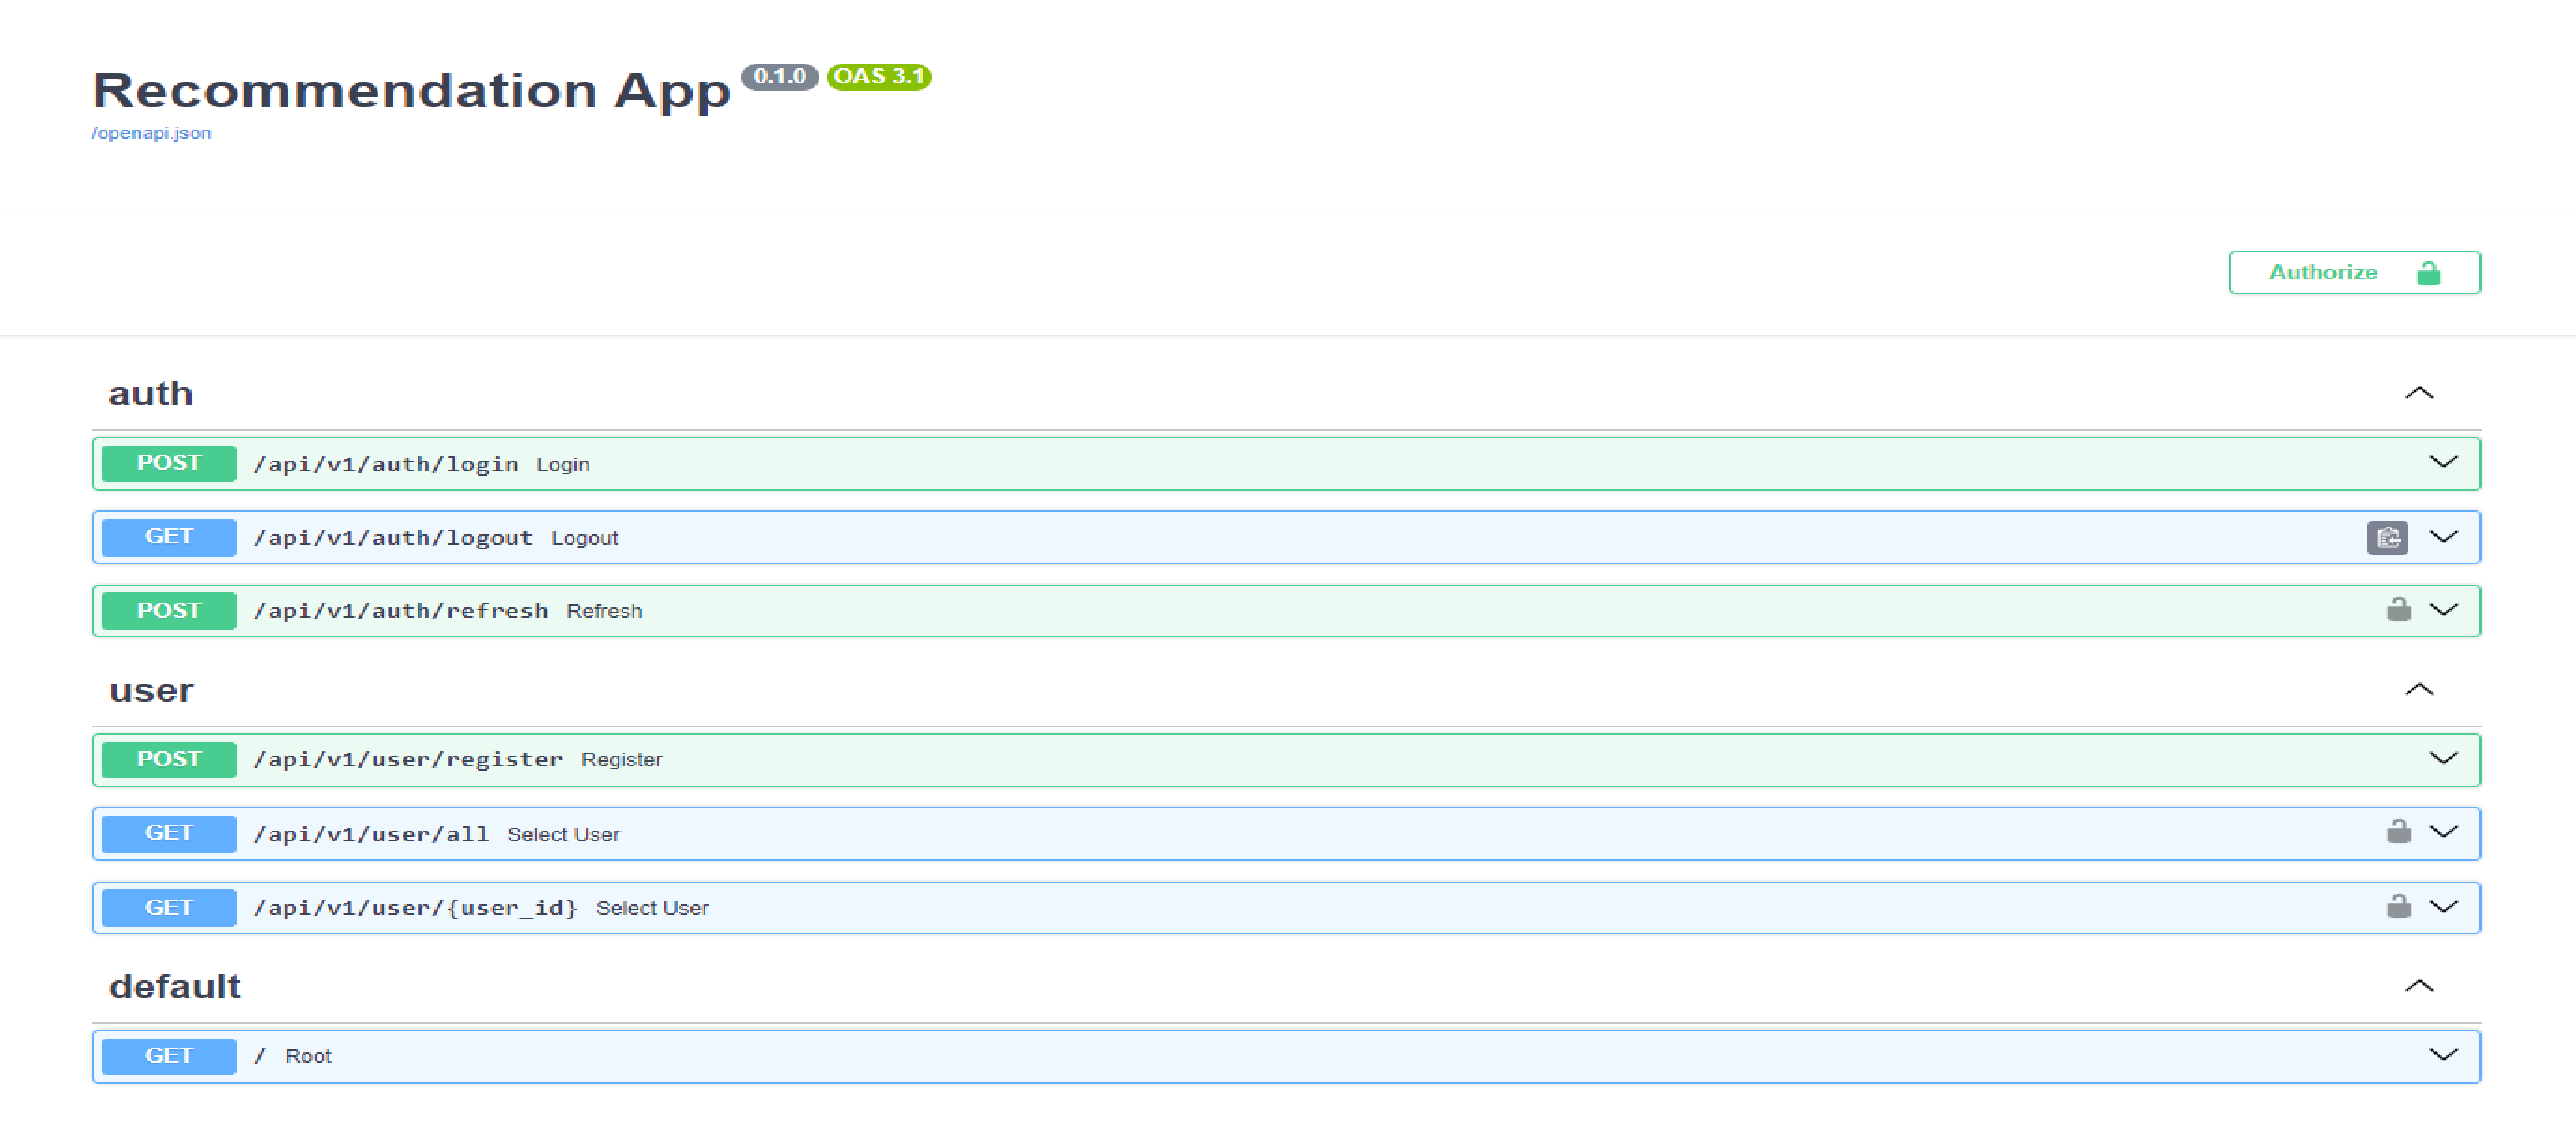 Recommendation App 0.1.0 OAS 3.1
/openapi.json
Authorize
auth
POST /api/v1/auth/login Login
GET /api/v1/auth/logout Logout
POST /api/v1/auth/refresh Refresh
user
POST /api/v1/user/register Register
GET /api/v1/user/all Select User
GET /api/v1/user/{user_id} Select User
default
GET / Root